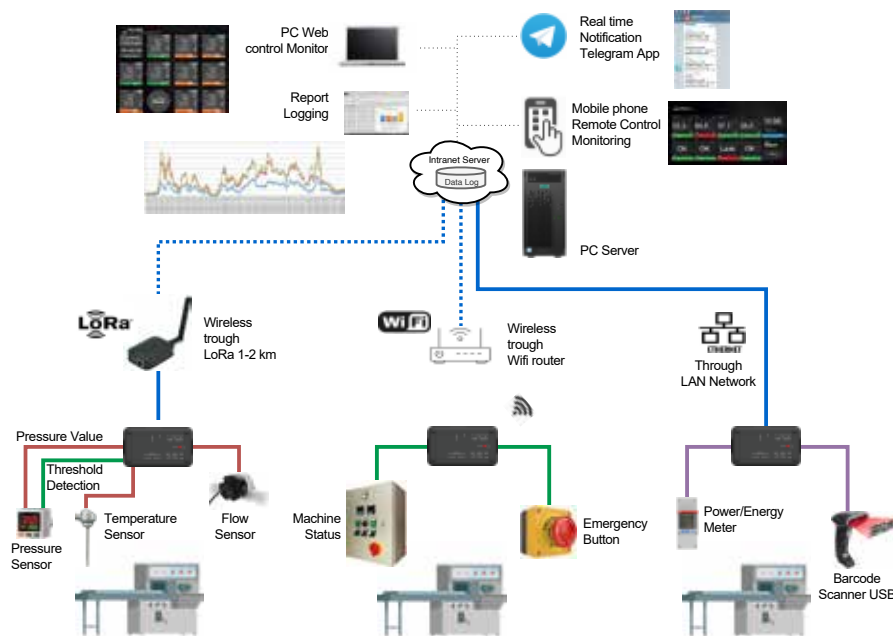 PC Web
control Monitor
Real time
Notification
Telegram App
Report
Logging
Mobile phone
Remote Control
Monitoring
Intranet Server
Data Log
PC Server
LoRa
Wireless
trough
LoRa 1-2 km
WiFi
Wireless
trough
Wifi router
ETHERNET
Through
LAN Network
Pressure Value
Threshold
Detection
Pressure
Sensor
Temperature
Sensor
Flow
Sensor
Machine
Status
Emergency
Button
Power/Energy
Meter
Barcode
Scanner USB